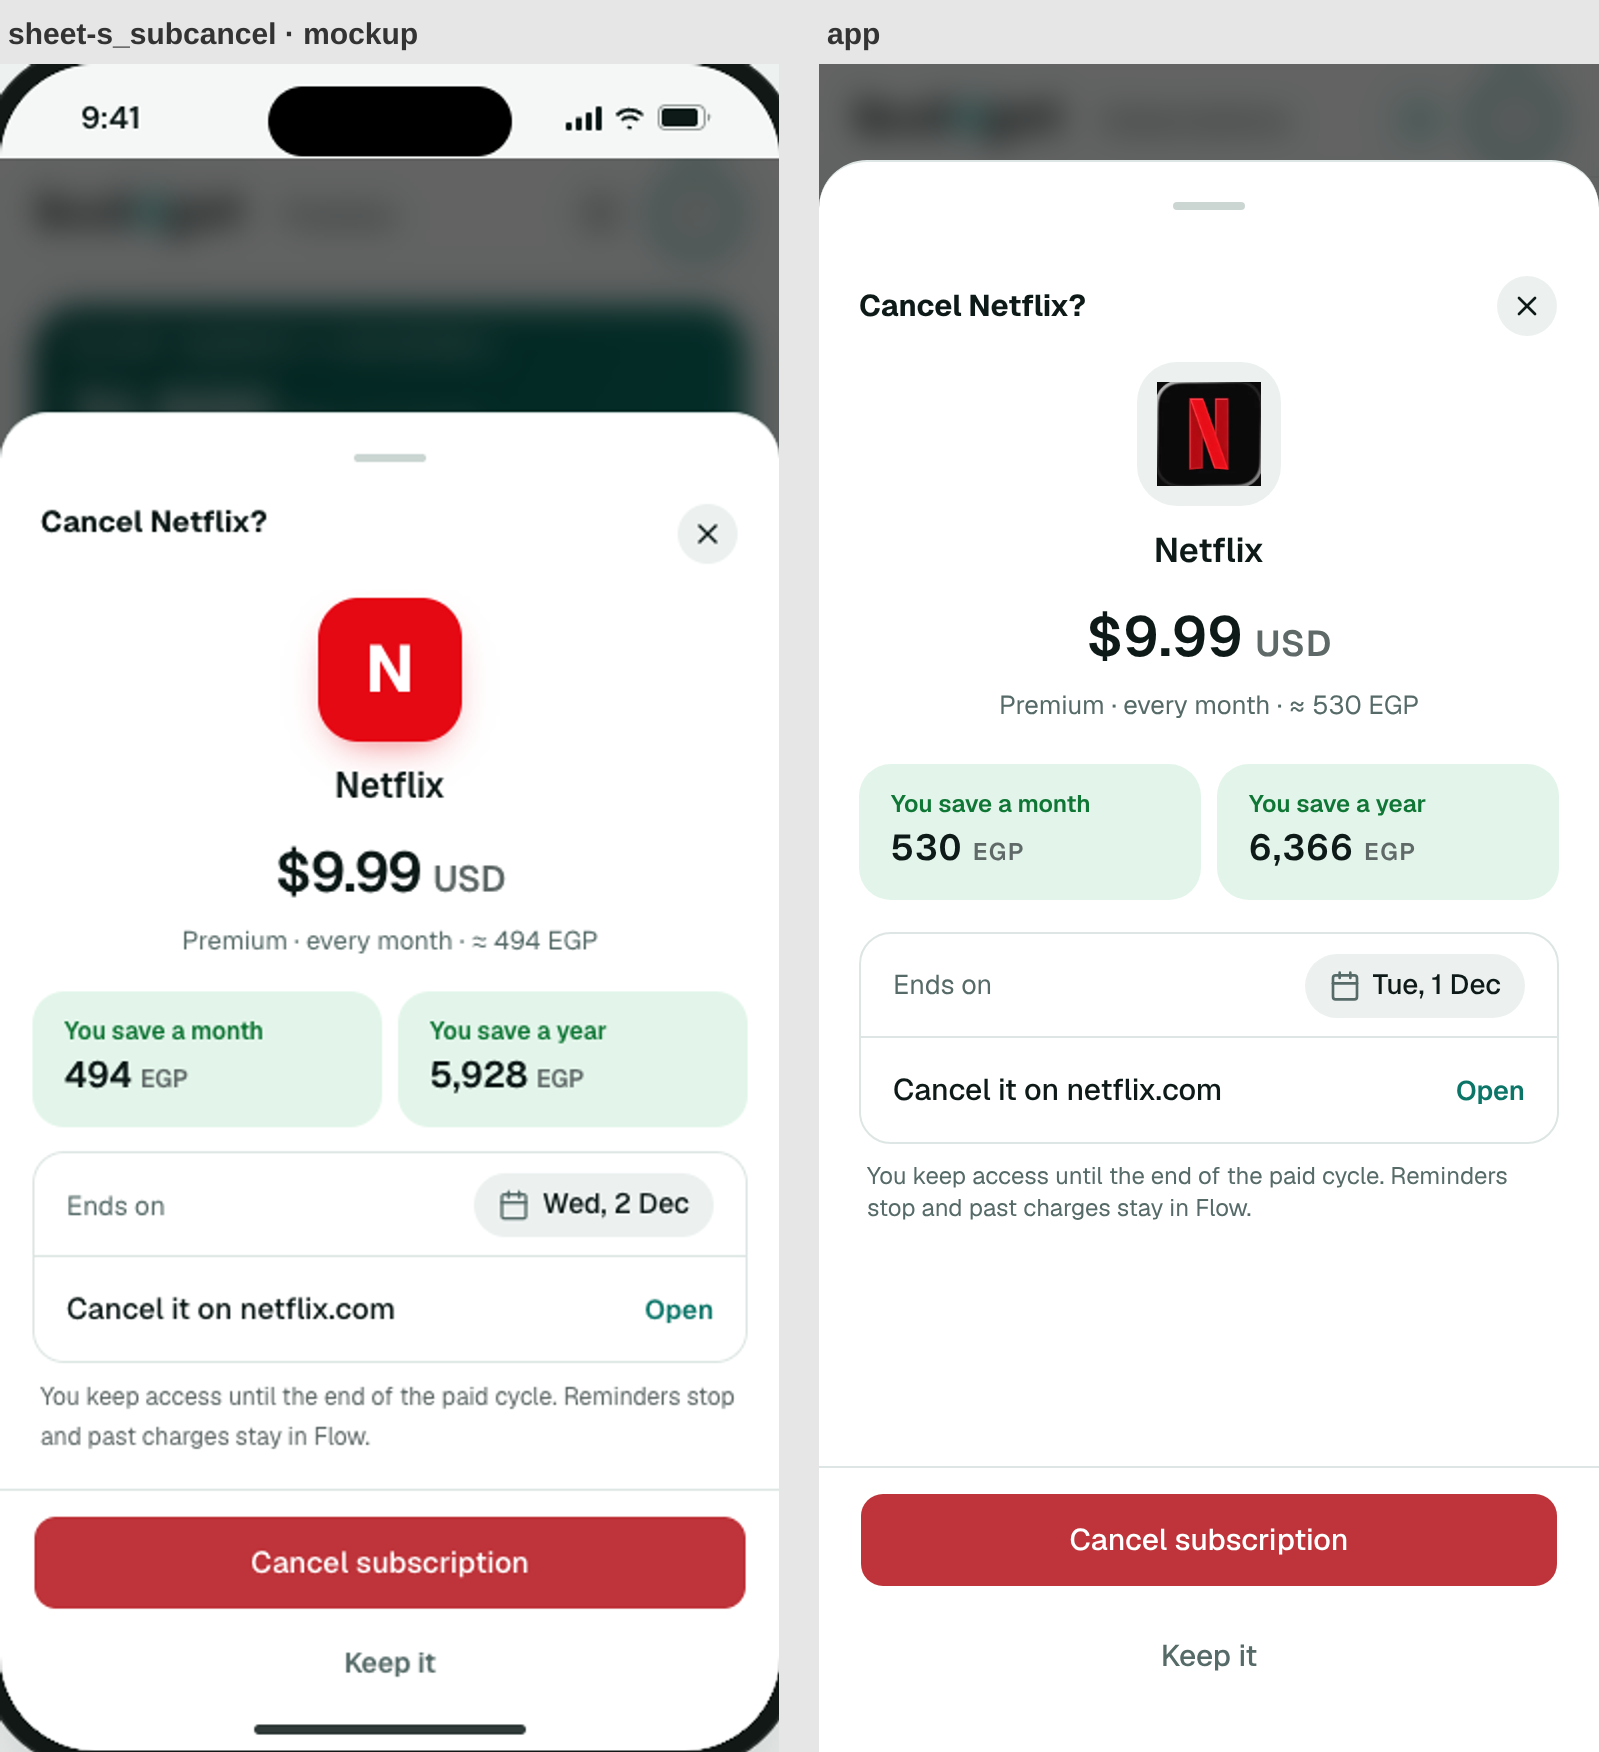 sheet-s_subcancel · mockup
9:41
Cancel Netflix?
N
Netflix
$9.99 USD
Premium · every month · ≈ 494 EGP
You save a month
494 EGP
You save a year
5,928 EGP
Ends on
Wed, 2 Dec
Cancel it on netflix.com
Open
You keep access until the end of the paid cycle. Reminders stop
and past charges stay in Flow.
Cancel subscription
Keep it
app
Cancel Netflix?
N
Netflix
$9.99 USD
Premium · every month · ≈ 530 EGP
You save a month
530 EGP
You save a year
6,366 EGP
Ends on
Tue, 1 Dec
Cancel it on netflix.com
Open
You keep access until the end of the paid cycle. Reminders
stop and past charges stay in Flow.
Cancel subscription
Keep it